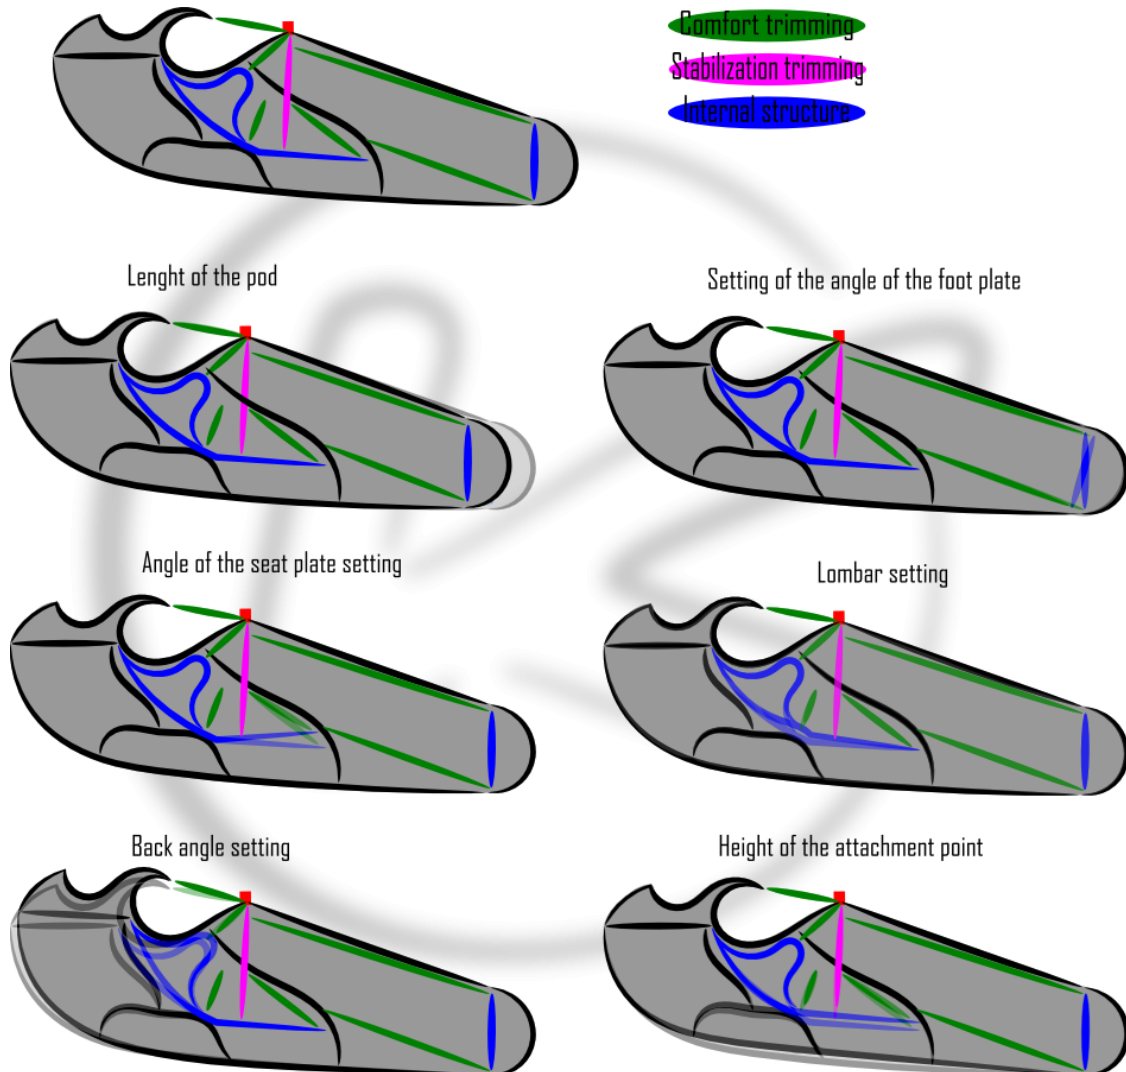 Comfort trimming
Stabilization trimming
Internal structure
Lenght of the pod
Setting of the angle of the foot plate
Angle of the seat plate setting
Lombar setting
Back angle setting
Height of the attachment point